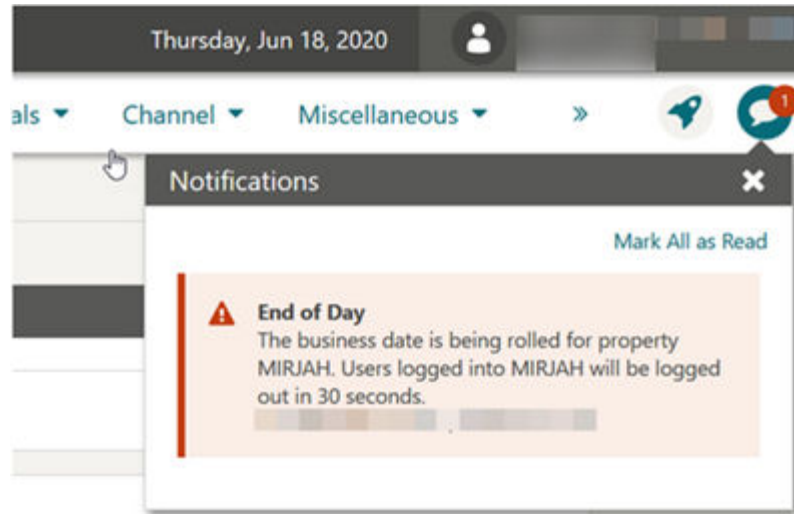 Thursday, Jun 18, 2020
als Channel Miscellaneous »
1
Notifications
Mark All as Read
End of Day
The business date is being rolled for property
MIRJAH. Users logged into MIRJAH will be logged
out in 30 seconds.